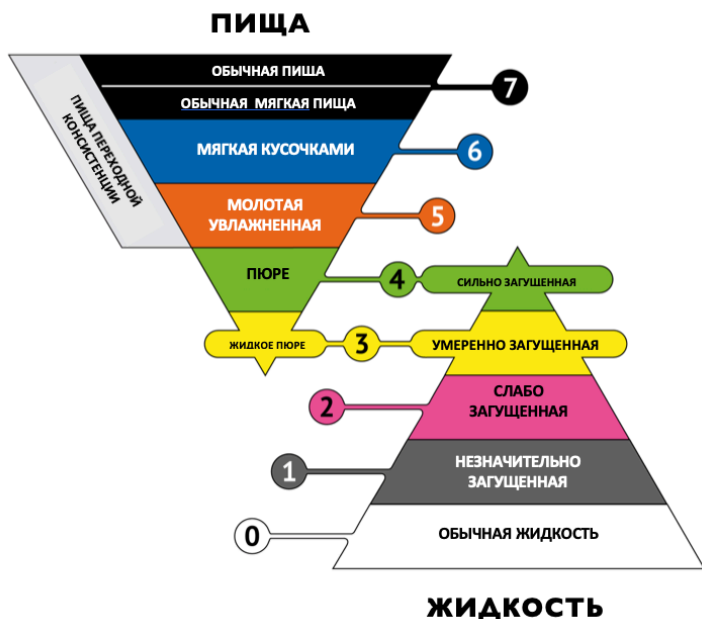 ПИЩА
ОБЫЧНАЯ ПИЩА
7
ОБЫЧНАЯ МЯГКАЯ ПИЩА
ПИЩА ПЕРЕХОДНОЙ
КОНСИСТЕНЦИИ
МЯГКАЯ КУСОЧКАМИ
6
МОЛОТАЯ
УВЛАЖНЕННАЯ
5
ПЮРЕ
4
СИЛЬНО ЗАГУЩЕННАЯ
ЖИДКОЕ ПЮРЕ
3
УМЕРЕННО ЗАГУЩЕННАЯ
2
СЛАБО
ЗАГУЩЕННАЯ
1
НЕЗНАЧИТЕЛЬНО
ЗАГУЩЕННАЯ
0
ОБЫЧНАЯ ЖИДКОСТЬ
ЖИДКОСТЬ